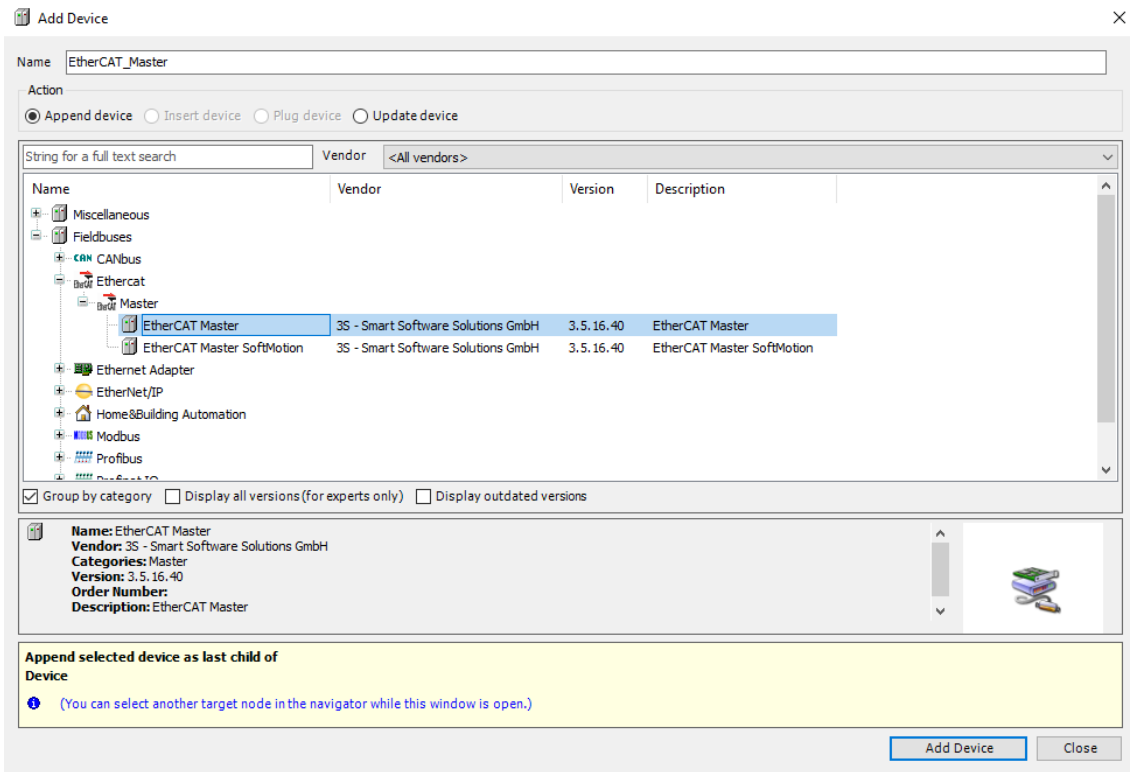 Add Device
Name EtherCAT_Master
Action
Append device Insert device Plug device Update device
String for a full text search Vendor <All vendors>
Name Vendor Version Description
Miscellaneous
Fieldbuses
CAN CANbus
Ethercat
Master
EtherCAT Master 3S - Smart Software Solutions GmbH 3.5.16.40 EtherCAT Master
EtherCAT Master SoftMotion 3S - Smart Software Solutions GmbH 3.5.16.40 EtherCAT Master SoftMotion
Ethernet Adapter
EtherNet/IP
Home&Building Automation
Modbus
Profibus
Profinet IO
Group by category Display all versions (for experts only) Display outdated versions
Name: EtherCAT Master
Vendor: 3S - Smart Software Solutions GmbH
Categories: Master
Version: 3.5.16.40
Order Number:
Description: EtherCAT Master
Append selected device as last child of
Device
(You can select another target node in the navigator while this window is open.)
Add Device Close